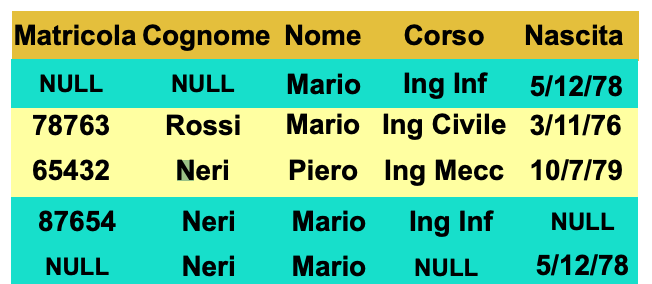 Matricola Cognome Nome Corso Nascita
NULL NULL Mario Ing Inf 5/12/78
78763 Rossi Mario Ing Civile 3/11/76
65432 Neri Piero Ing Mecc 10/7/79
87654 Neri Mario Ing Inf NULL
NULL Neri Mario NULL 5/12/78